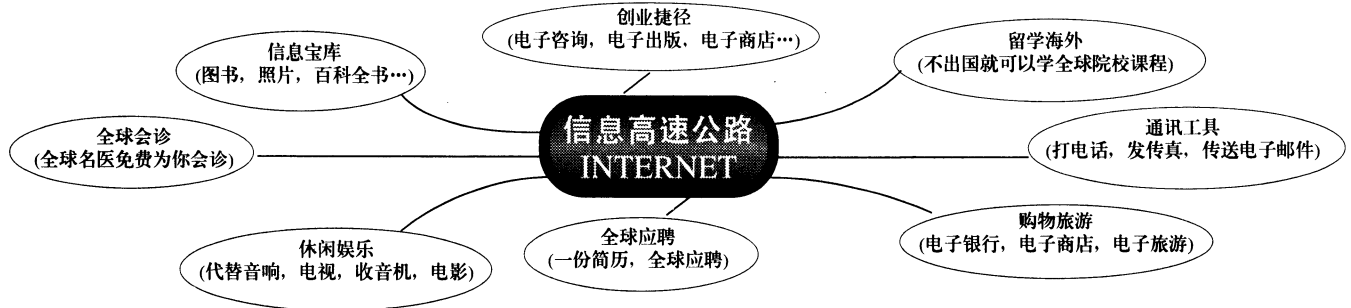 创业捷径
(电子咨询，电子出版，电子商店…)
信息宝库
(图书，照片，百科全书…)
留学海外
(不出国就可以学全球院校课程)
信息高速公路
INTERNET
全球会诊
(全球名医免费为你会诊)
通讯工具
(打电话，发传真，传送电子邮件)
休闲娱乐
(代替音响，电视，收音机，电影)
全球应聘
(一份简历，全球应聘)
购物旅游
(电子银行，电子商店，电子旅游)